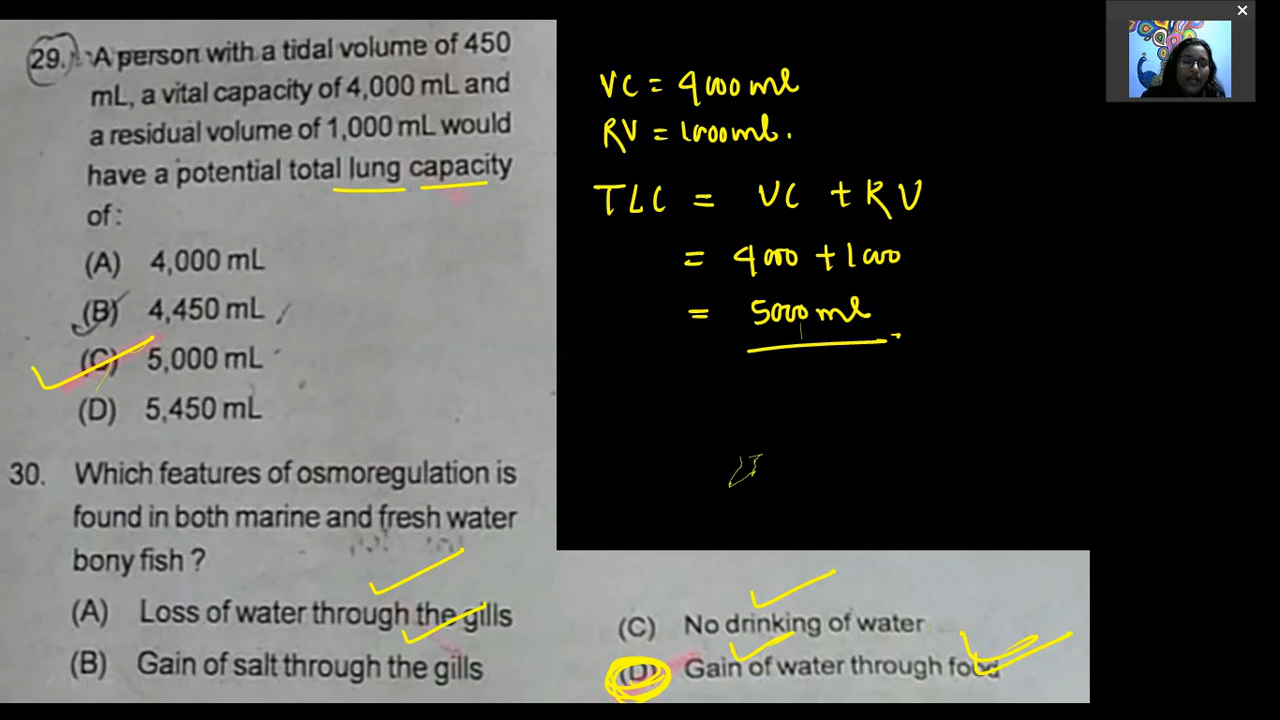 29. A person with a tidal volume of 450
mL, a vital capacity of 4,000 mL and
a residual volume of 1,000 mL would
have a potential total lung capacity
of :
(A) 4,000 mL
(B) 4,450 mL
(C) 5,000 mL
(D) 5,450 mL
30. Which features of osmoregulation is
found in both marine and fresh water
bony fish ?
(A) Loss of water through the gills
(B) Gain of salt through the gills
(C) No drinking of water
(D) Gain of water through food
VC = 4000 ml
RV = 1000 ml.
TLC = VC + RV
= 4000 + 1000
= 5000 ml